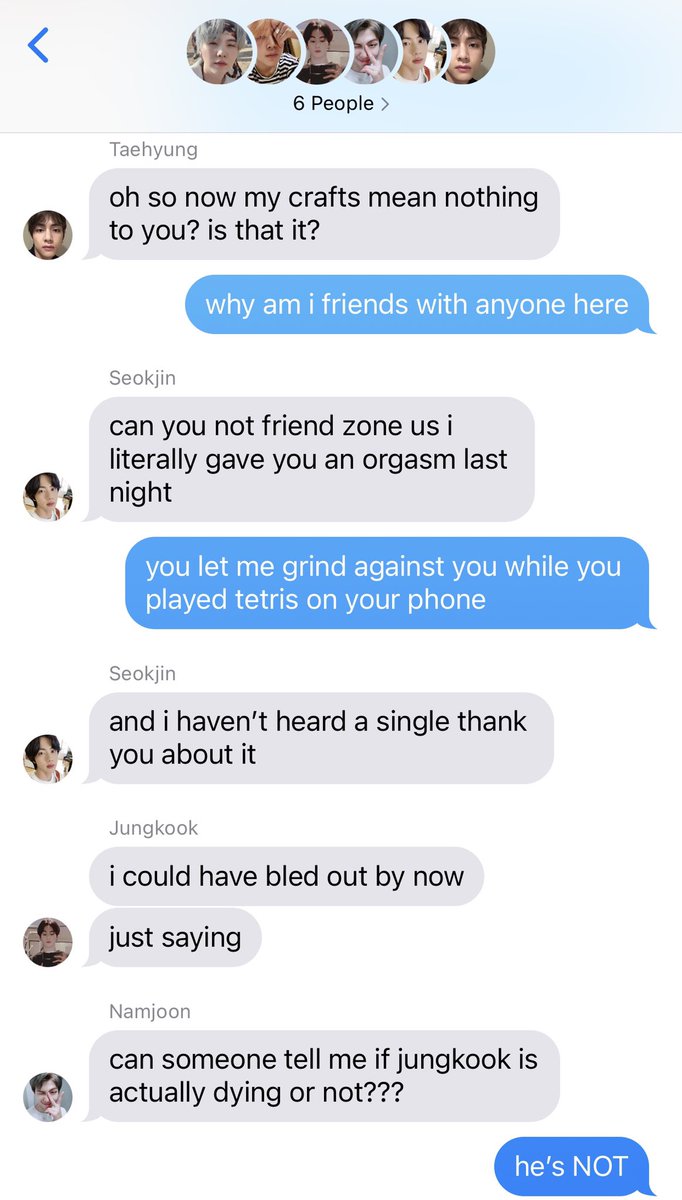 6 People >
Taehyung
oh so now my crafts mean nothing
to you? is that it?
why am i friends with anyone here
Seokjin
can you not friend zone us i
literally gave you an orgasm last
night
you let me grind against you while you
played tetris on your phone
Seokjin
and i haven’t heard a single thank
you about it
Jungkook
i could have bled out by now
just saying
Namjoon
can someone tell me if jungkook is
actually dying or not???
he’s NOT